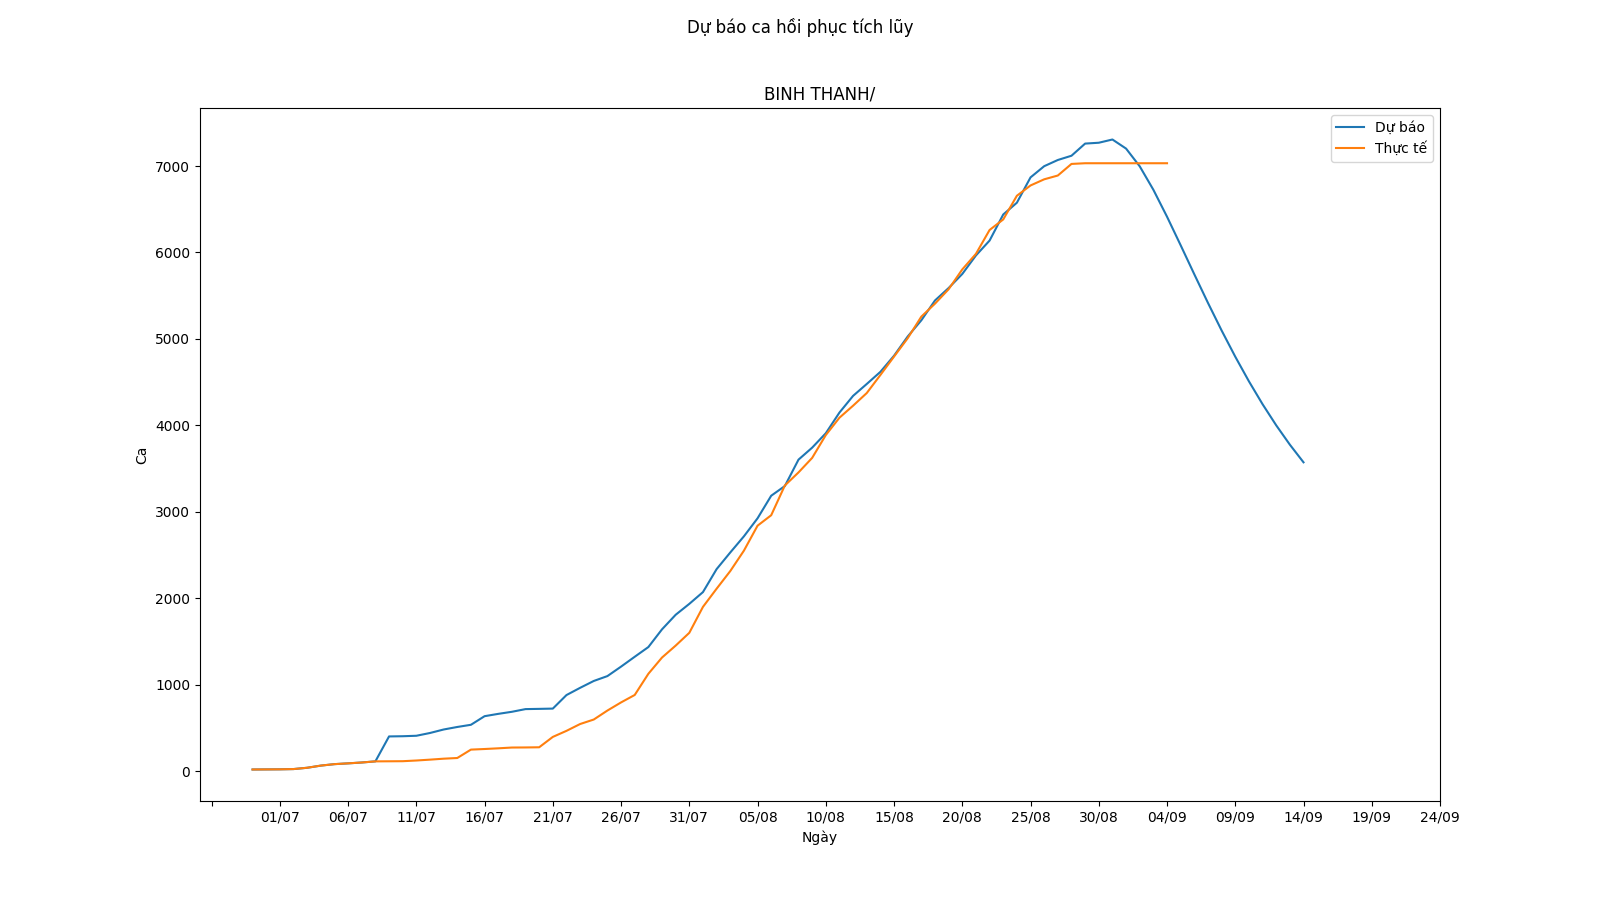 Dự báo ca hồi phục tích lũy
BINH THANH/
Dự báo
Thực tế
7000
6000
5000
4000
3000
2000
1000
0
Ca
01/07 06/07 11/07 16/07 21/07 26/07 31/07 05/08 10/08 15/08 20/08 25/08 30/08 04/09 09/09 14/09 19/09 24/09
Ngày